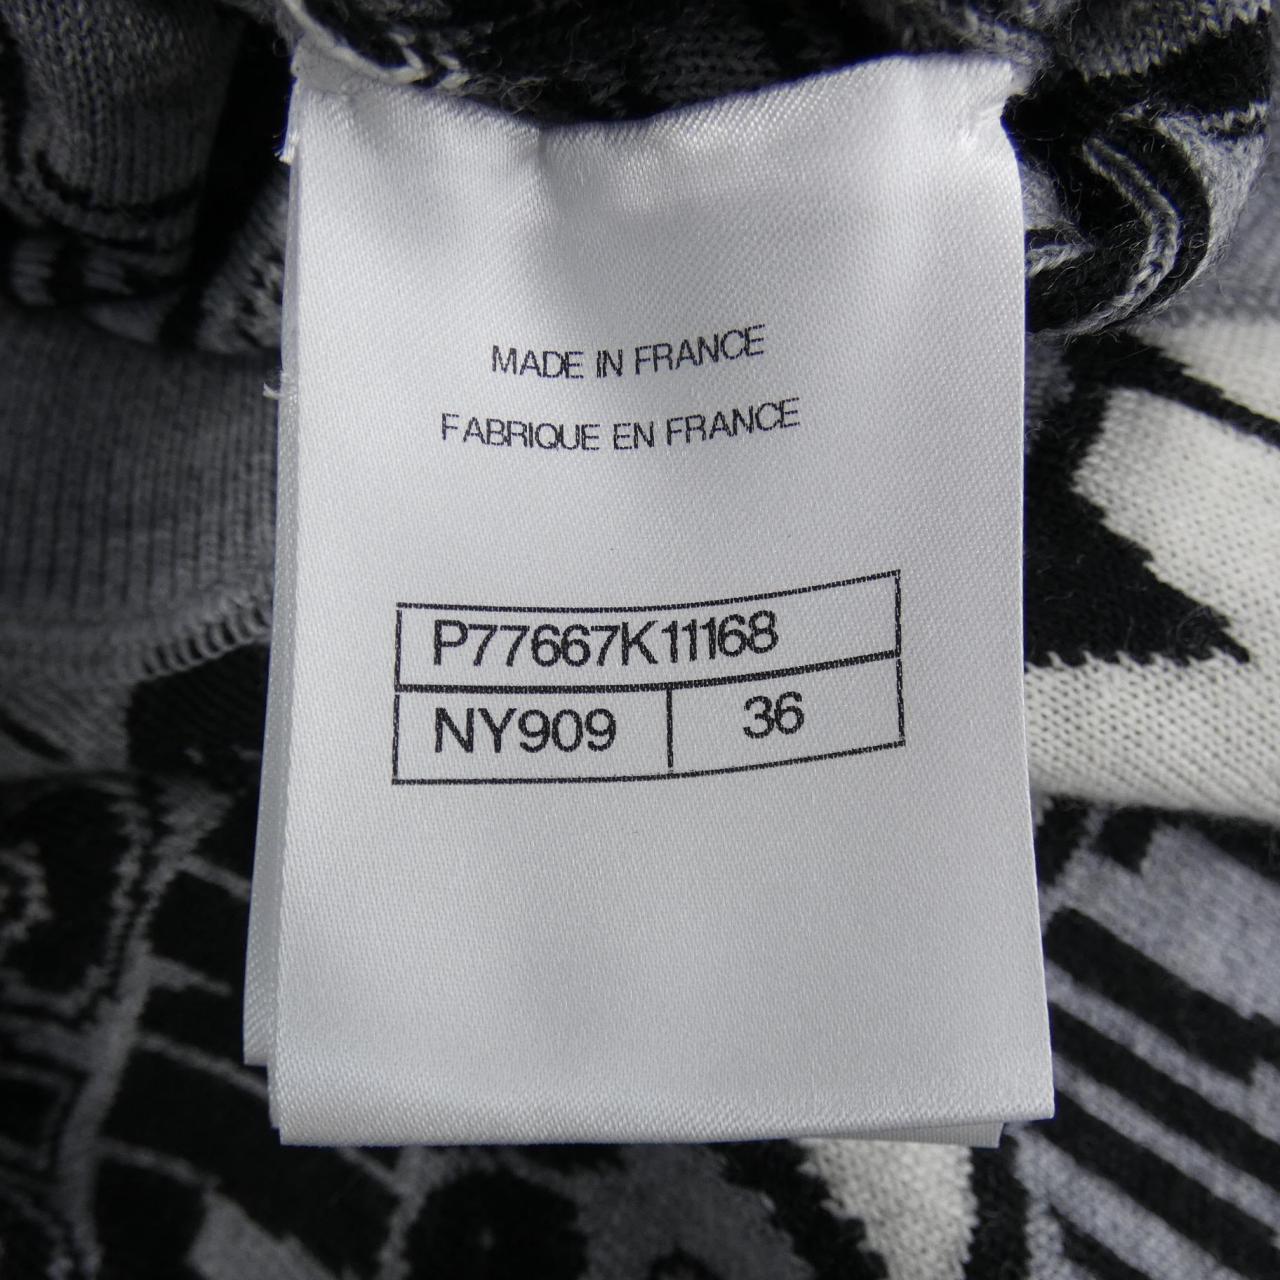 MADE IN FRANCE
FABRIQUE EN FRANCE
P77667K11168
NY909 36